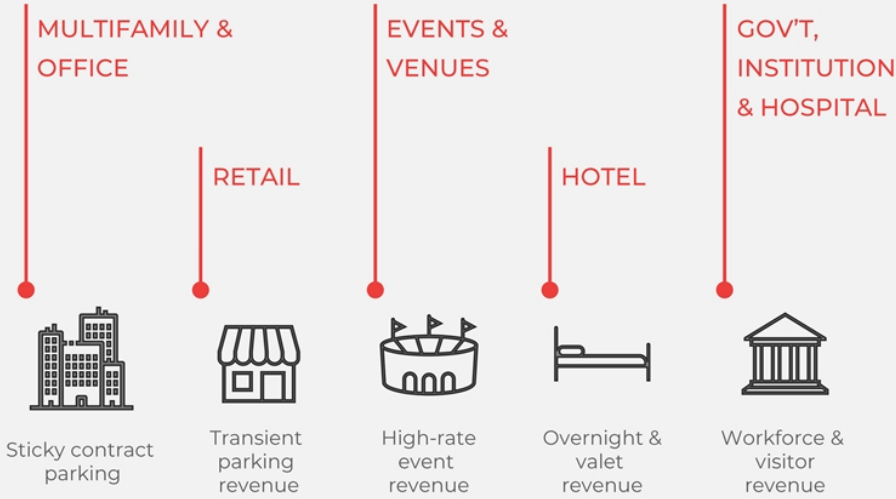 MULTIFAMILY &
OFFICE
EVENTS &
VENUES
GOV'T,
INSTITUTION
& HOSPITAL
RETAIL
HOTEL
Sticky contract
parking
Transient
parking
revenue
High-rate
event
revenue
Overnight &
valet
revenue
Workforce &
visitor
revenue